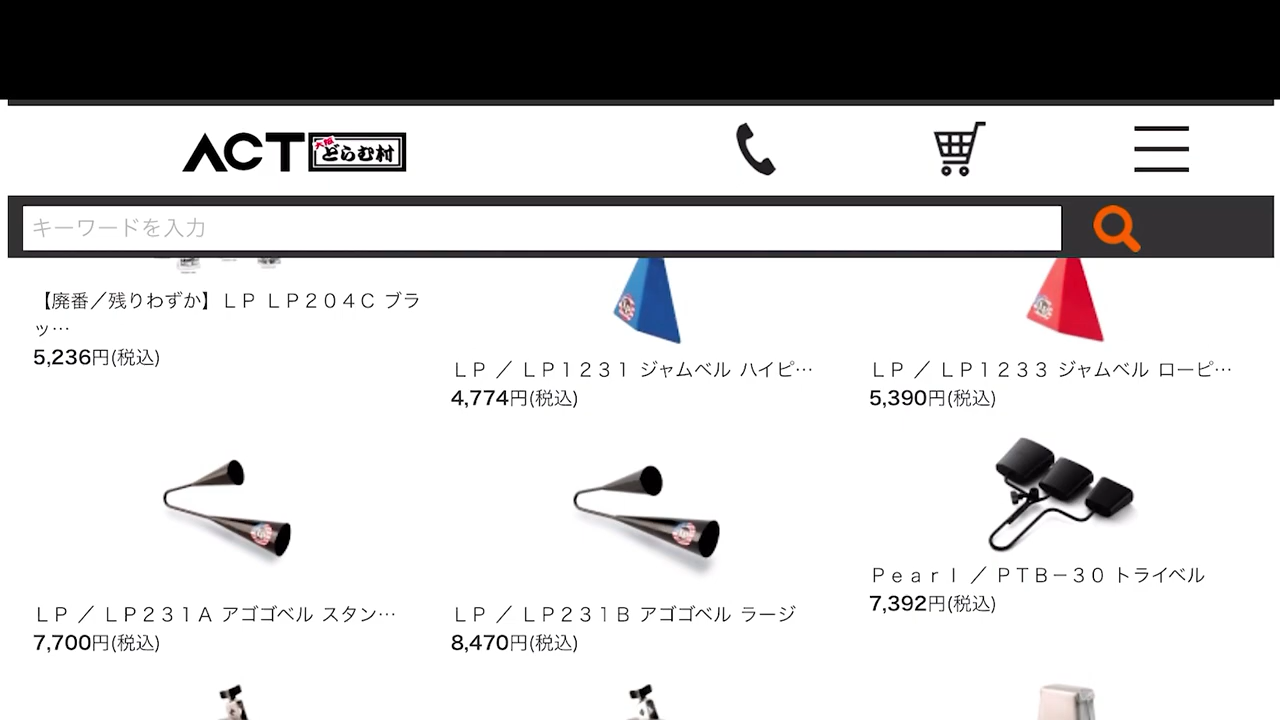 ACT 大阪 どらむ村
キーワードを入力
【廃番／残りわずか】ＬＰ ＬＰ２０４Ｃ ブラ
ッ…
5,236円(税込)
ＬＰ ／ ＬＰ１２３１ ジャムベル ハイピ…
4,774円(税込)
ＬＰ ／ ＬＰ１２３３ ジャムベル ローピ…
5,390円(税込)
ＬＰ ／ ＬＰ２３１Ａ アゴゴベル スタン…
7,700円(税込)
ＬＰ ／ ＬＰ２３１Ｂ アゴゴベル ラージ
8,470円(税込)
Ｐｅａｒｌ ／ ＰＴＢ－３０ トライベル
7,392円(税込)